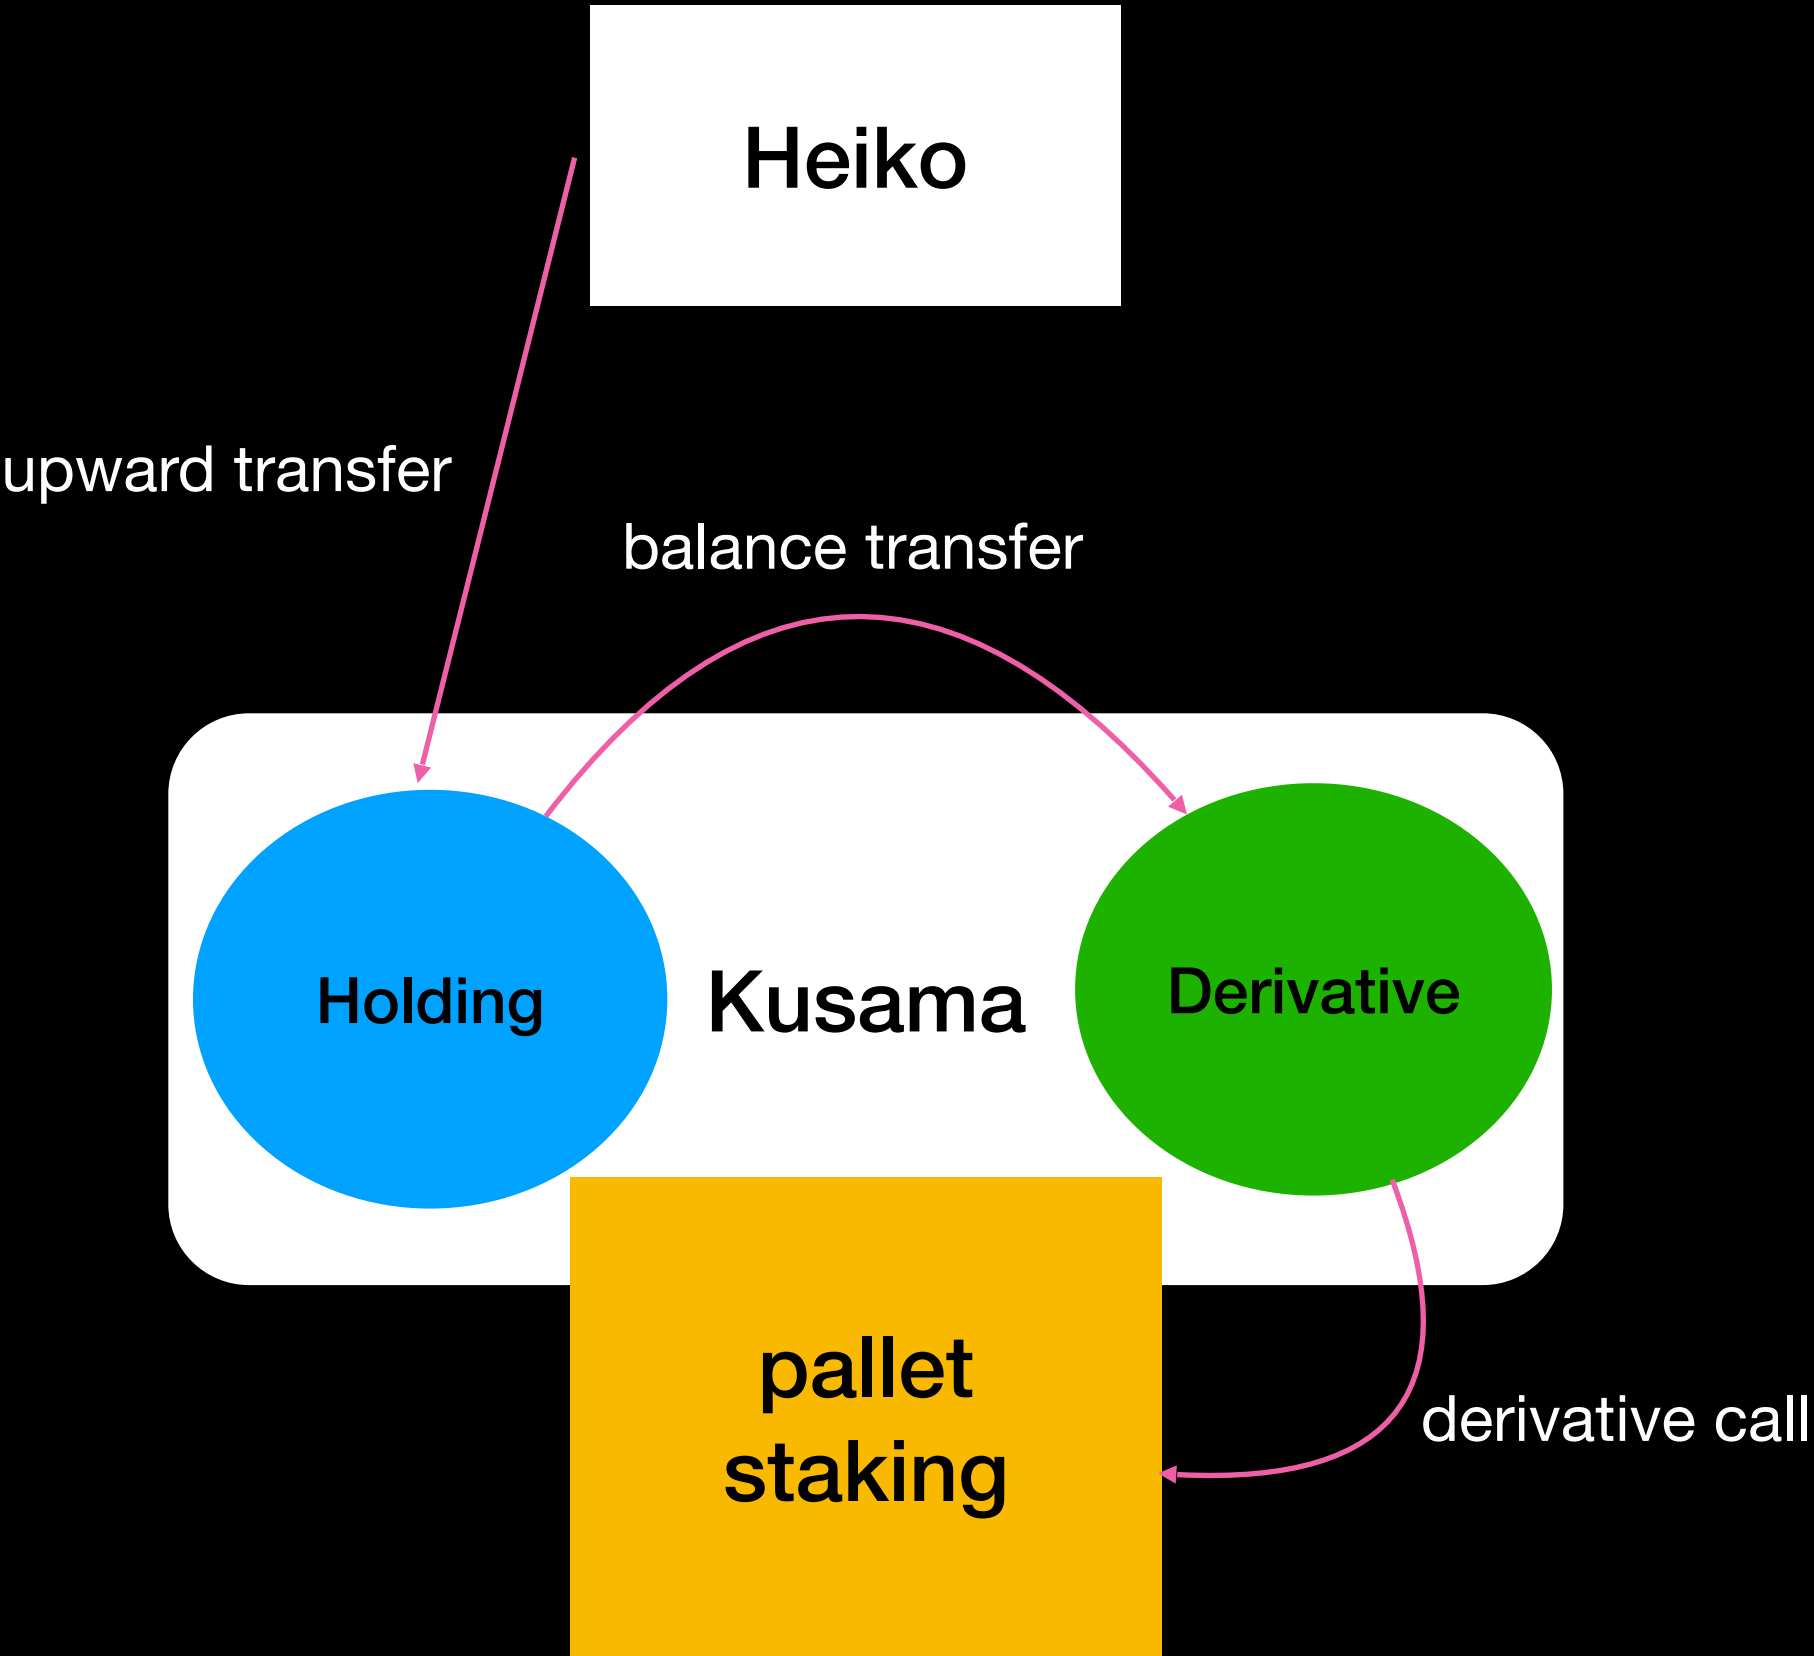 Heiko
upward transfer
balance transfer
Holding
Kusama
Derivative
pallet
staking
derivative call